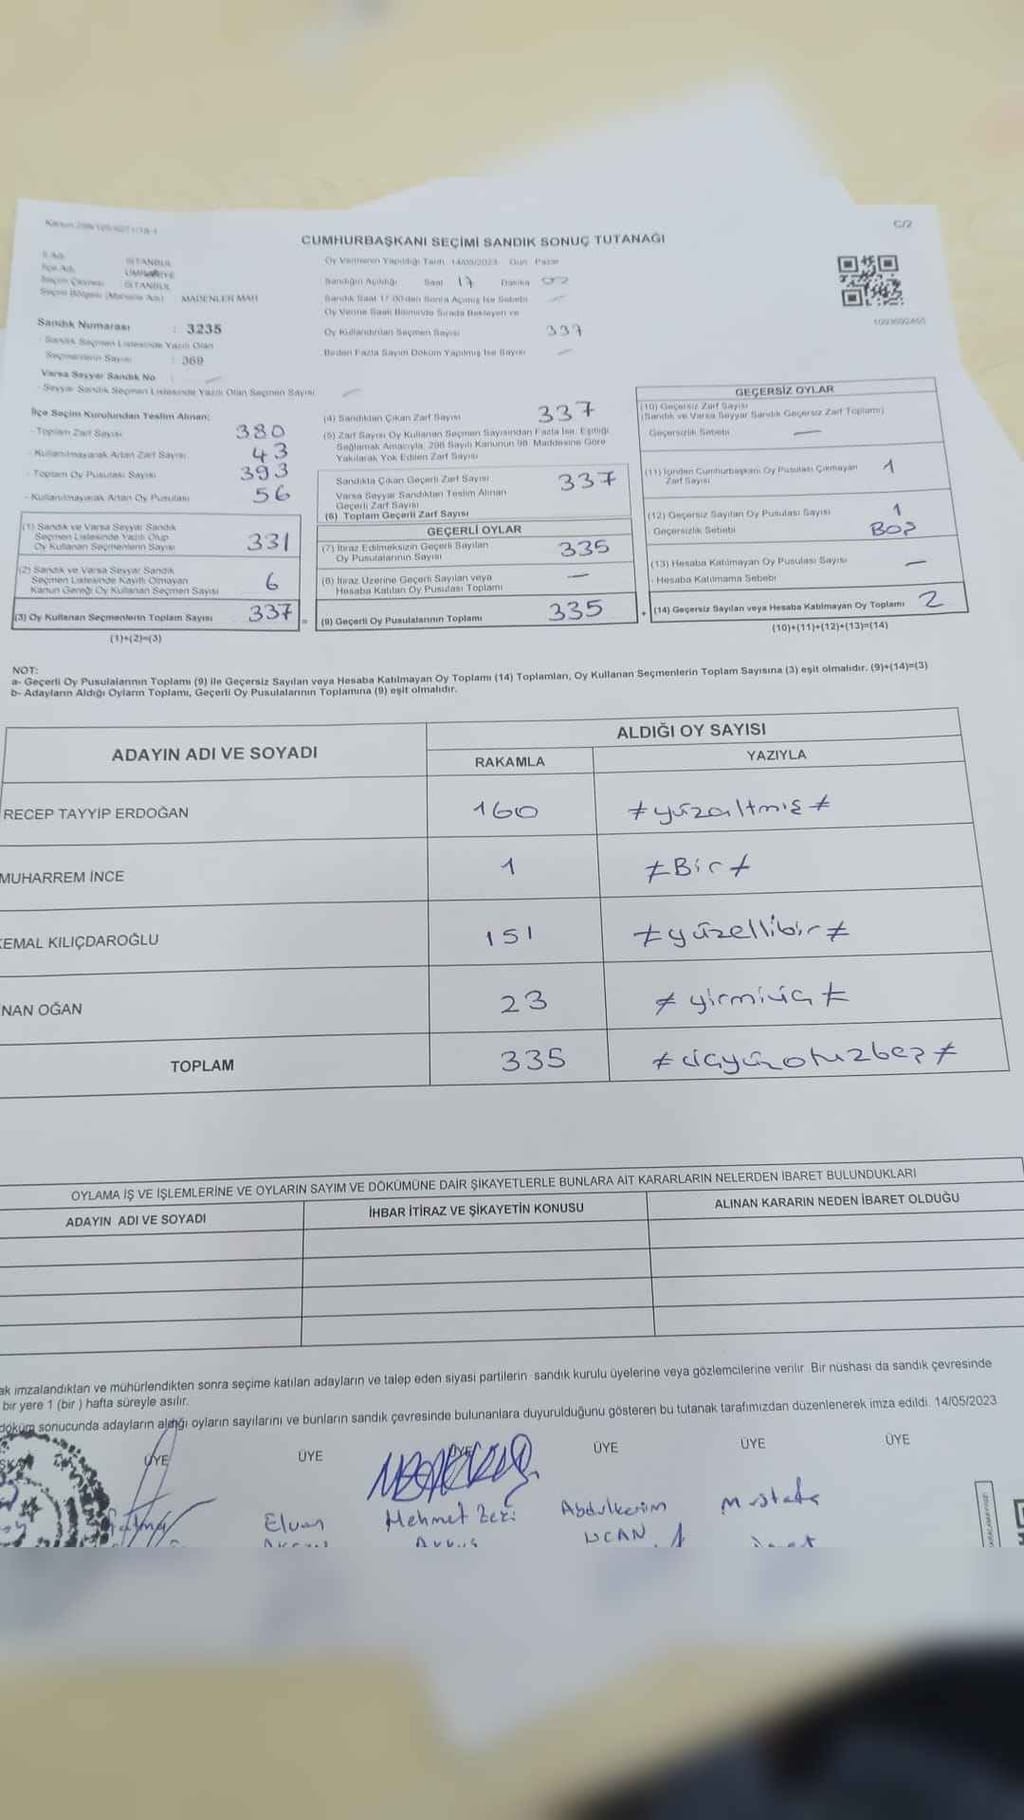 C/2
CUMHURBAŞKANI SEÇİMİ SANDIK SONUÇ TUTANAĞI
İSTANBUL
ÜMRANİYE
İSTANBUL
MADENLER MAH
Sandık Numarası : 3235
Sandık Seçmen Listesinde Yazılı Olan
Seçmenlerin Sayısı : 369
Varsa Seyyar Sandık No
Seyyar Sandık Seçmen Listesinde Yazılı Olan Seçmen Sayısı
Oy Vermenin Yapıldığı Tarih 14/05/2023 Gün Pazar
Sandığın Açıldığı Saat 17 Dakika
Sandık Saat 17.00'den Sonra Açılmış İse Sebebi
Oy Verme Saati Bitiminde Sırada Bekleyen ve
Oy Kullandırılan Seçmen Sayısı 337
Birden Fazla Sayım Döküm Yapılmış İse Sayısı —
İlçe Seçim Kurulundan Teslim Alınan;
- Toplam Zarf Sayısı 380
- Kullanılmayarak Artan Zarf Sayısı 43
- Toplam Oy Pusulası Sayısı 393
- Kullanılmayarak Artan Oy Pusulası 56
(1) Sandık ve Varsa Seyyar Sandık
Seçmen Listesinde Yazılı Olup
Oy Kullanan Seçmenlerin Sayısı 331
(2) Sandık ve Varsa Seyyar Sandık
Seçmen Listesinde Kayıtlı Olmayan
Kanun Gereği Oy Kullanan Seçmen Sayısı 6
(3) Oy Kullanan Seçmenlerin Toplam Sayısı 337
(1)+(2)=(3)
(4) Sandıktan Çıkan Zarf Sayısı 337
(5) Zarf Sayısı Oy Kullanan Seçmen Sayısından Fazla İse, Eşitliği
Sağlamak Amacıyla, 298 Sayılı Kanunun 98. Maddesine Göre
Yakılarak Yok Edilen Zarf Sayısı
Sandıkta Çıkan Geçerli Zarf Sayısı 337
Varsa Seyyar Sandıktan Teslim Alınan
Geçerli Zarf Sayısı
(6) Toplam Geçerli Zarf Sayısı
GEÇERLİ OYLAR
(7) İtiraz Edilmeksizin Geçerli Sayılan
Oy Pusulalarının Sayısı 335
(8) İtiraz Üzerine Geçerli Sayılan veya
Hesaba Katılan Oy Pusulası Toplamı —
(9) Geçerli Oy Pusulalarının Toplamı 335
GEÇERSİZ OYLAR
(10) Geçersiz Zarf Sayısı
(Sandık ve Varsa Seyyar Sandık Geçersiz Zarf Toplamı)
Geçersizlik Sebebi —
(11) İçinden Cumhurbaşkanı Oy Pusulası Çıkmayan
Zarf Sayısı 1
(12) Geçersiz Sayılan Oy Pusulası Sayısı 1
Geçersizlik Sebebi Boş
(13) Hesaba Katılmayan Oy Pusulası Sayısı —
- Hesaba Katılmama Sebebi
(14) Geçersiz Sayılan veya Hesaba Katılmayan Oy Toplamı 2
(10)+(11)+(12)+(13)=(14)
NOT:
a- Geçerli Oy Pusulalarının Toplamı (9) ile Geçersiz Sayılan veya Hesaba Katılmayan Oy Toplamı (14) Toplamları, Oy Kullanan Seçmenlerin Toplam Sayısına (3) eşit olmalıdır. (9)+(14)=(3)
b- Adayların Aldığı Oyların Toplamı, Geçerli Oy Pusulalarının Toplamına (9) eşit olmalıdır.
ADAYIN ADI VE SOYADI
ALDIĞI OY SAYISI
RAKAMLA YAZIYLA
RECEP TAYYİP ERDOĞAN 160 ≠yüzaltmış≠
MUHARREM İNCE 1 ≠Bir≠
KEMAL KILIÇDAROĞLU 151 ≠yüzellibir≠
NAN OĞAN 23 ≠yirmiüç≠
TOPLAM 335 ≠üçyüzotuzbeş≠
OYLAMA İŞ VE İŞLEMLERİNE VE OYLARIN SAYIM VE DÖKÜMÜNE DAİR ŞİKAYETLERLE BUNLARA AİT KARARLARIN NELERDEN İBARET BULUNDUKLARI
ADAYIN ADI VE SOYADI İHBAR İTİRAZ VE ŞİKAYETİN KONUSU ALINAN KARARIN NEDEN İBARET OLDUĞU
ak imzalandıktan ve mühürlendikten sonra seçime katılan adayların ve talep eden siyasi partilerin sandık kurulu üyelerine veya gözlemcilerine verilir. Bir nüshası da sandık çevresinde
bir yere 1 (bir ) hafta süreyle asılır.
döküm sonucunda adayların aldığı oyların sayılarını ve bunların sandık çevresinde bulunanlara duyurulduğunu gösteren bu tutanak tarafımızdan düzenlenerek imza edildi. 14/05/2023
ÜYE ÜYE ÜYE ÜYE ÜYE
Elvan Mehmet Zeki Abdulkerim Mustafa
UCAN